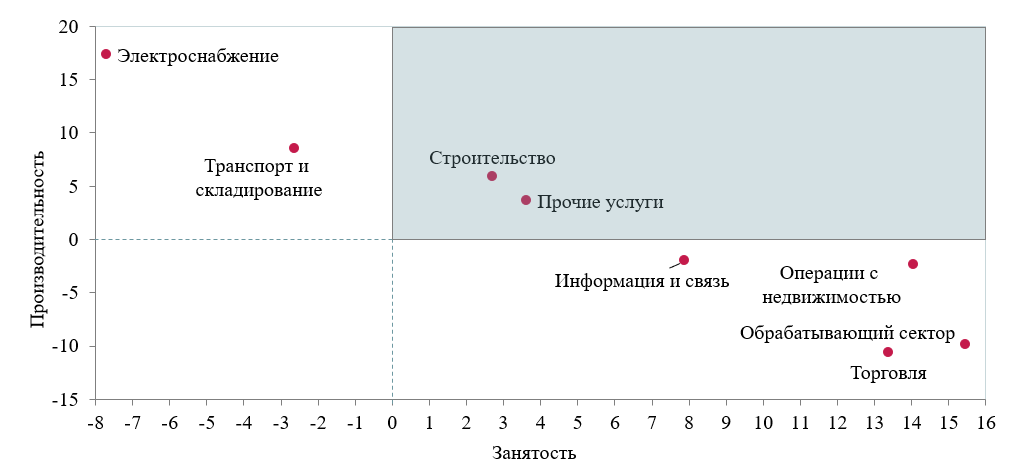 20
Электроснабжение
15
10
Строительство
Транспорт и
складирование
5
Прочие услуги
Производительность
0
Информация и связь
Операции с
недвижимостью
-5
Обрабатывающий сектор
-10
Торговля
-15
-8 -7 -6 -5 -4 -3 -2 -1 0 1 2 3 4 5 6 7 8 9 10 11 12 13 14 15 16
Занятость